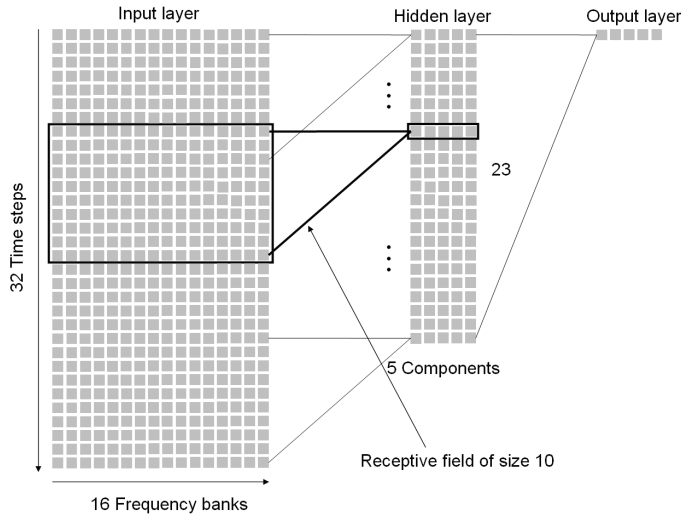 Input layer
Hidden layer
Output layer
32 Time steps
23
5 Components
Receptive field of size 10
16 Frequency banks